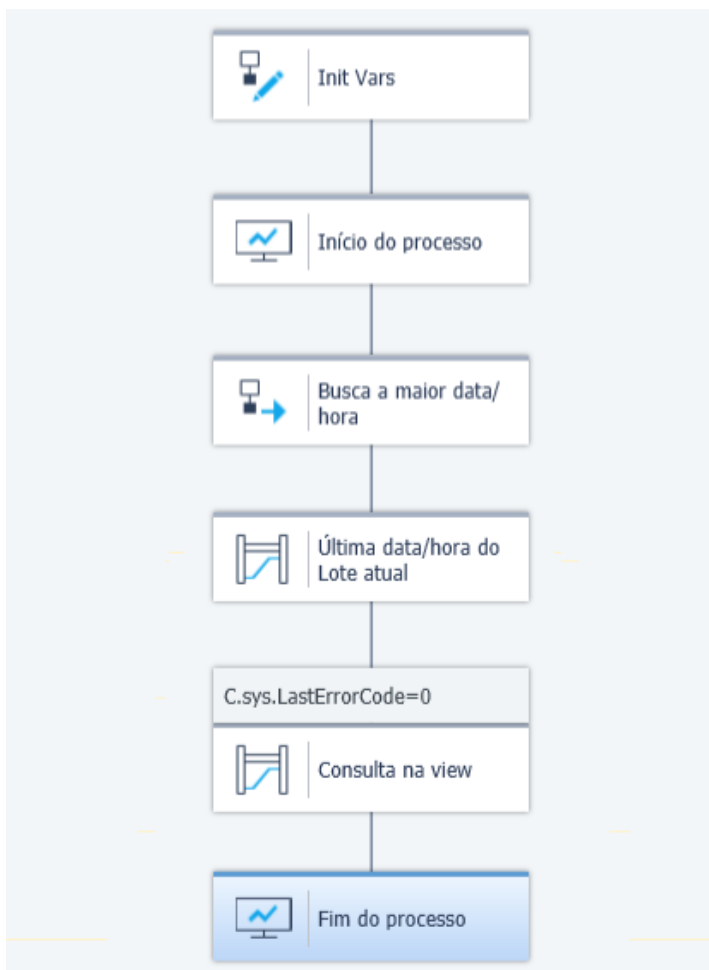 Init Vars
Início do processo
Busca a maior data/
hora
Última data/hora do
Lote atual
C.sys.LastErrorCode=0
Consulta na view
Fim do processo